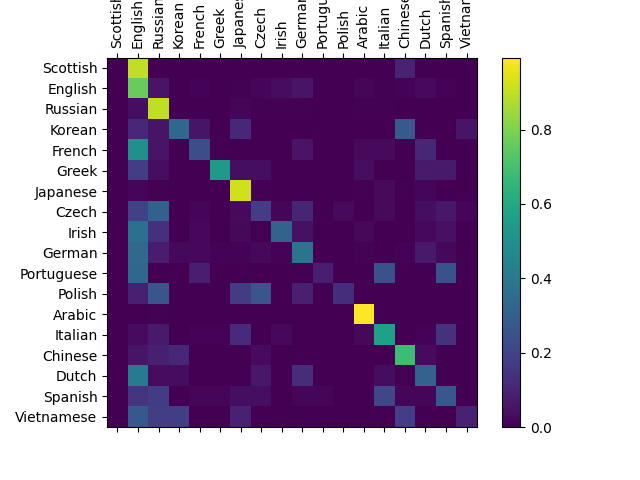 Scottish
English
Russian
Korean
French
Greek
Japanese
Czech
Irish
German
Portugu
Polish
Arabic
Italian
Chinese
Dutch
Spanish
Vietnam
Scottish
English
Russian
Korean
French
Greek
Japanese
Czech
Irish
German
Portuguese
Polish
Arabic
Italian
Chinese
Dutch
Spanish
Vietnamese
0.8
0.6
0.4
0.2
0.0